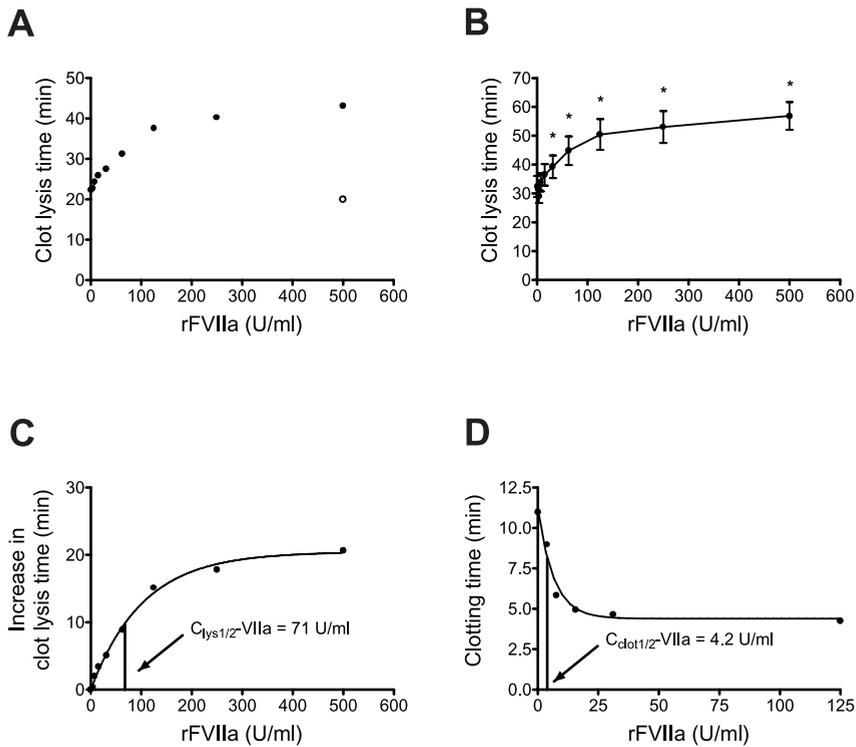 A
Clot lysis time (min)
50
40
30
20
10
0
0 100 200 300 400 500 600
rFVIIa (U/ml)
B
Clot lysis time (min)
70
60
50
40
30
20
10
0
* * * * *
0 100 200 300 400 500 600
rFVIIa (U/ml)
C
Increase in
clot lysis time (min)
30
20
10
0
Clys1/2-VIIa = 71 U/ml
0 100 200 300 400 500 600
rFVIIa (U/ml)
D
Clotting time (min)
12.5
10.0
7.5
5.0
2.5
0.0
Cclot1/2-VIIa = 4.2 U/ml
0 25 50 75 100 125
rFVIIa (U/ml)